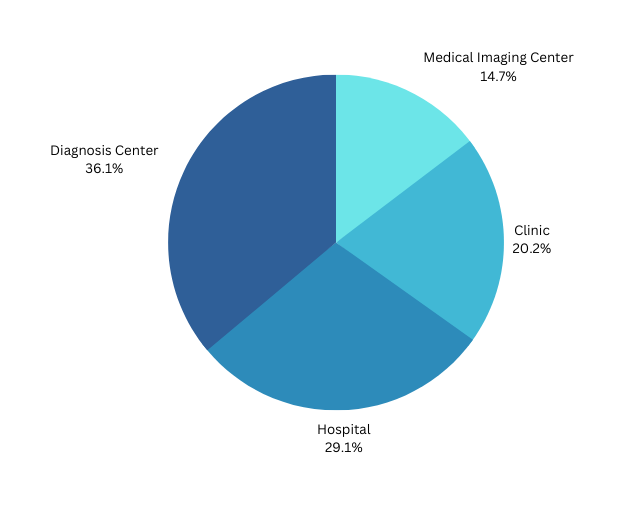 Medical Imaging Center
14.7%
Diagnosis Center
36.1%
Clinic
20.2%
Hospital
29.1%